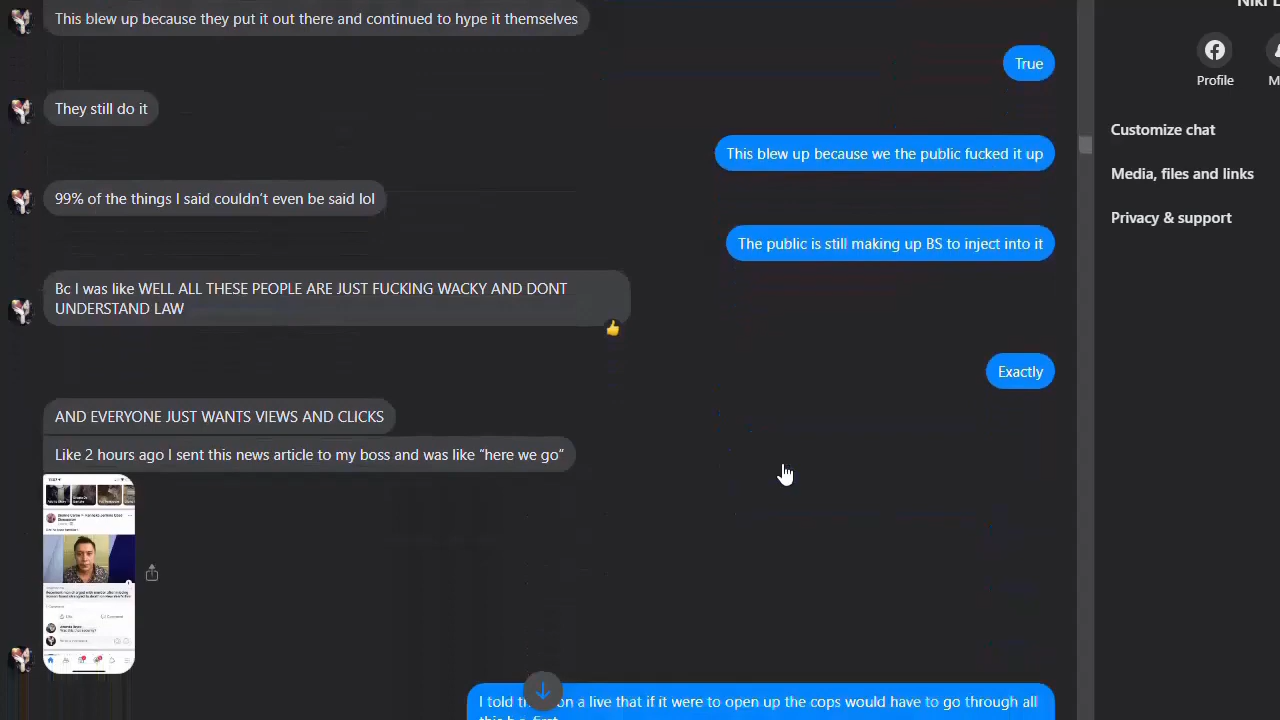 Niki
This blew up because they put it out there and continued to hype it themselves
True
Profile
They still do it
Customize chat
This blew up because we the public fucked it up
Media, files and links
99% of the things I said couldn’t even be said lol
Privacy & support
The public is still making up BS to inject into it
Bc I was like WELL ALL THESE PEOPLE ARE JUST FUCKING WACKY AND DONT
UNDERSTAND LAW
Exactly
AND EVERYONE JUST WANTS VIEWS AND CLICKS
Like 2 hours ago I sent this news article to my boss and was like “here we go”
I told on a live that if it were to open up the cops would have to go through all
first